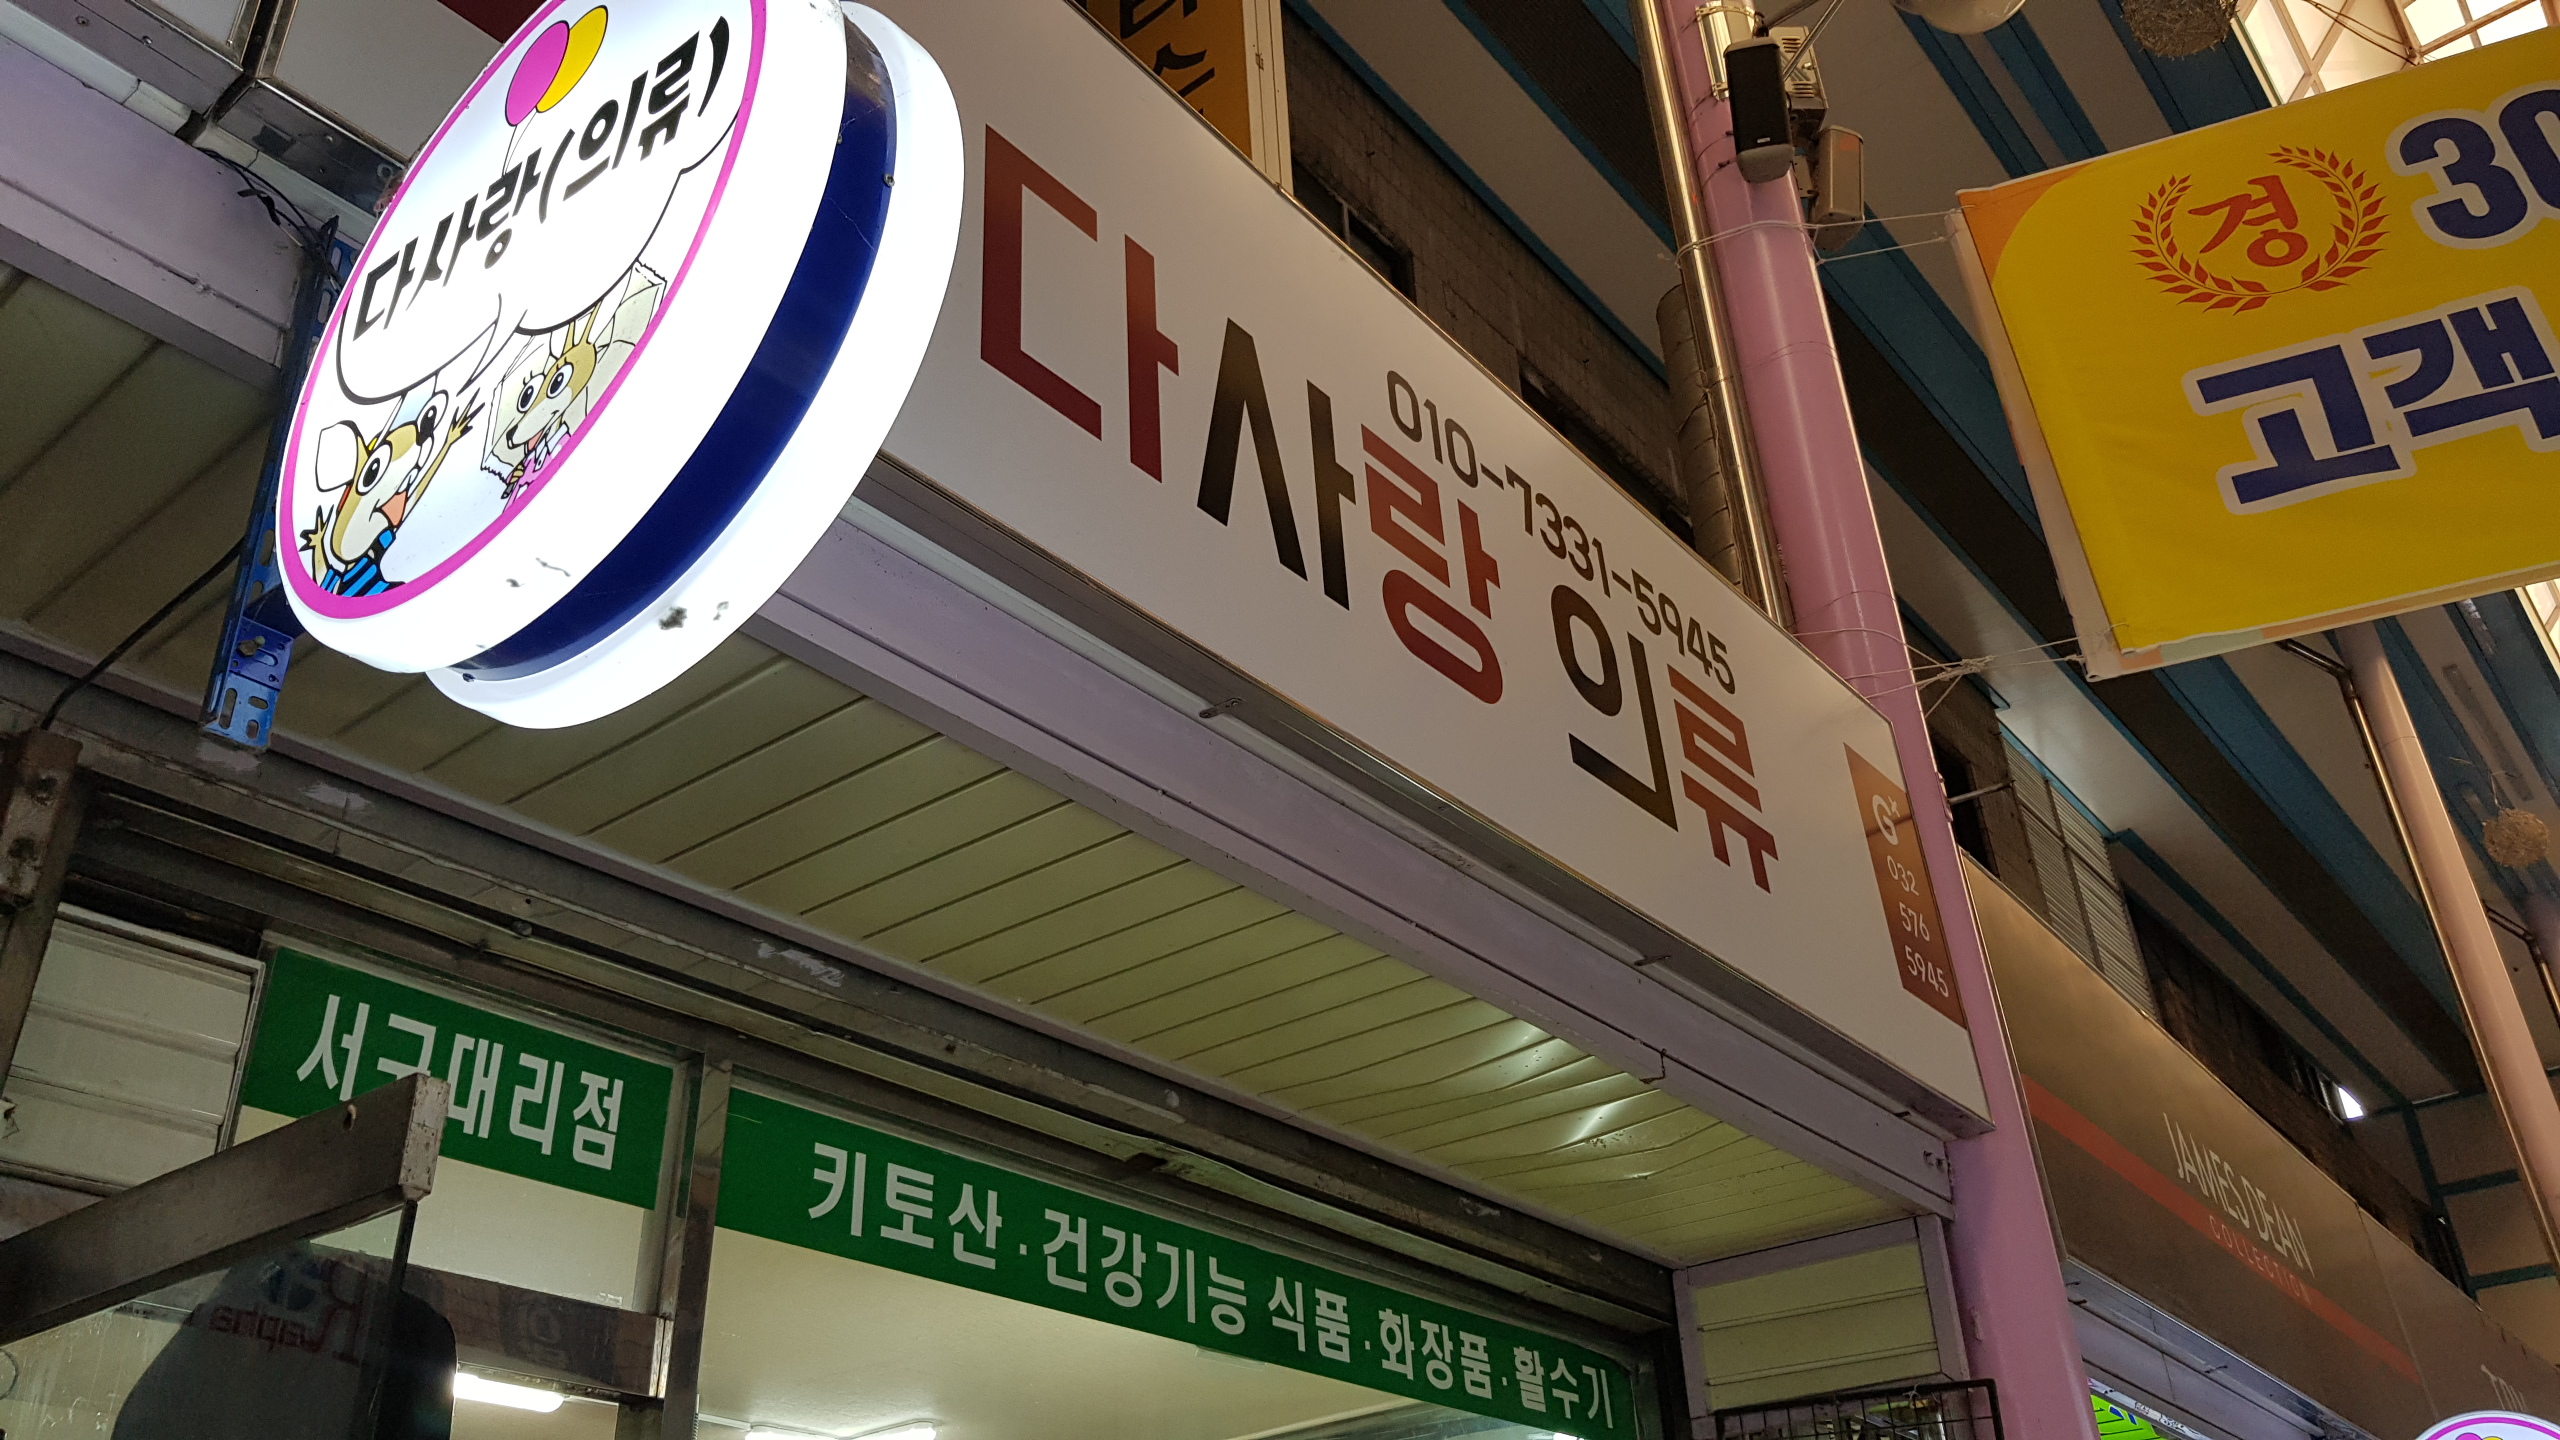 다사랑(의류)
다사랑 의류
010-7331-5945
G
032
576
5945
경
30
고객
서구대리점
키토산·건강기능 식품·화장품·활수기
JAMES DEAN
COLLECTION